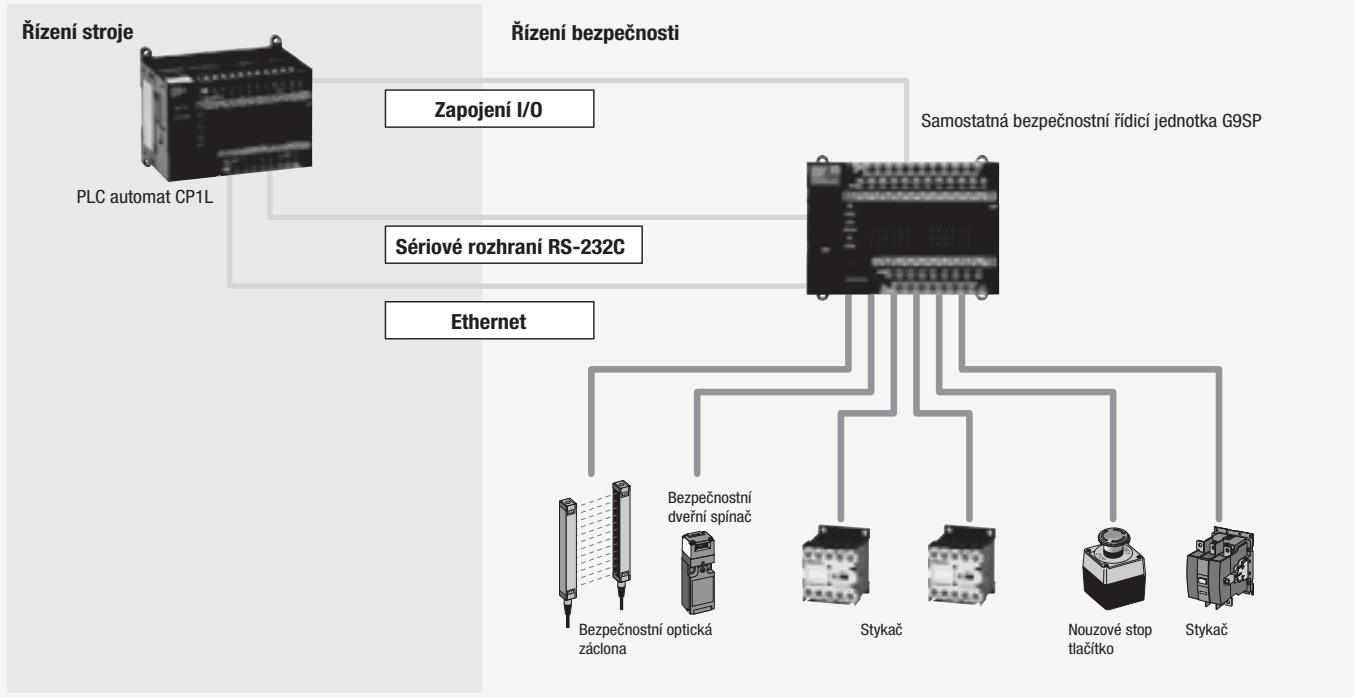 Řízení stroje
Řízení bezpečnosti
Zapojení I/O
Samostatná bezpečnostní řídicí jednotka G9SP
PLC automat CP1L
Sériové rozhraní RS-232C
Ethernet
Bezpečnostní
dveřní spínač
Bezpečnostní optická
záclona
Stykač
Nouzové stop
tlačítko
Stykač